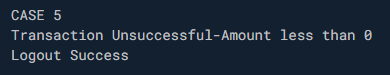 CASE 5
Transaction Unsuccessful-Amount less than 0
Logout Success